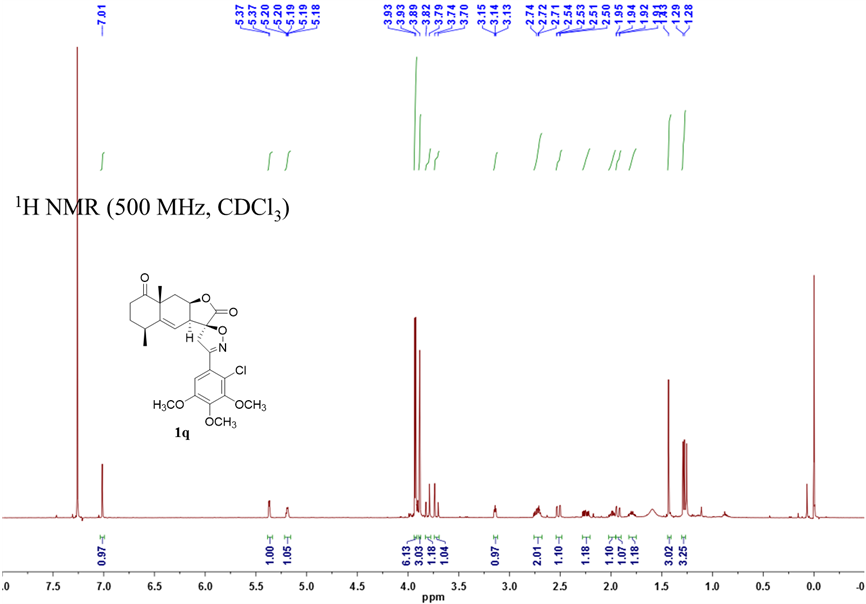 7.01 5.37 5.37 5.20 5.20 5.19 5.19 5.18 3.93 3.93 3.89 3.82 3.79 3.74 3.70 3.15 3.14 3.13 2.74 2.72 2.71 2.54 2.53 2.51 2.50 1.95 1.94 1.92 1.43 1.29 1.28
¹H NMR (500 MHz, CDCl₃)
O
O
O
H
O
N
Cl
H₃CO
OCH₃
OCH₃
1q
0.97 1.00 1.05 6.13 3.03 1.18 1.04 0.97 2.01 1.10 1.18 1.10 1.07 1.18 3.02 3.25
7.5 7.0 6.5 6.0 5.5 5.0 4.5 4.0 3.5 3.0 2.5 2.0 1.5 1.0 0.5 0.0
ppm